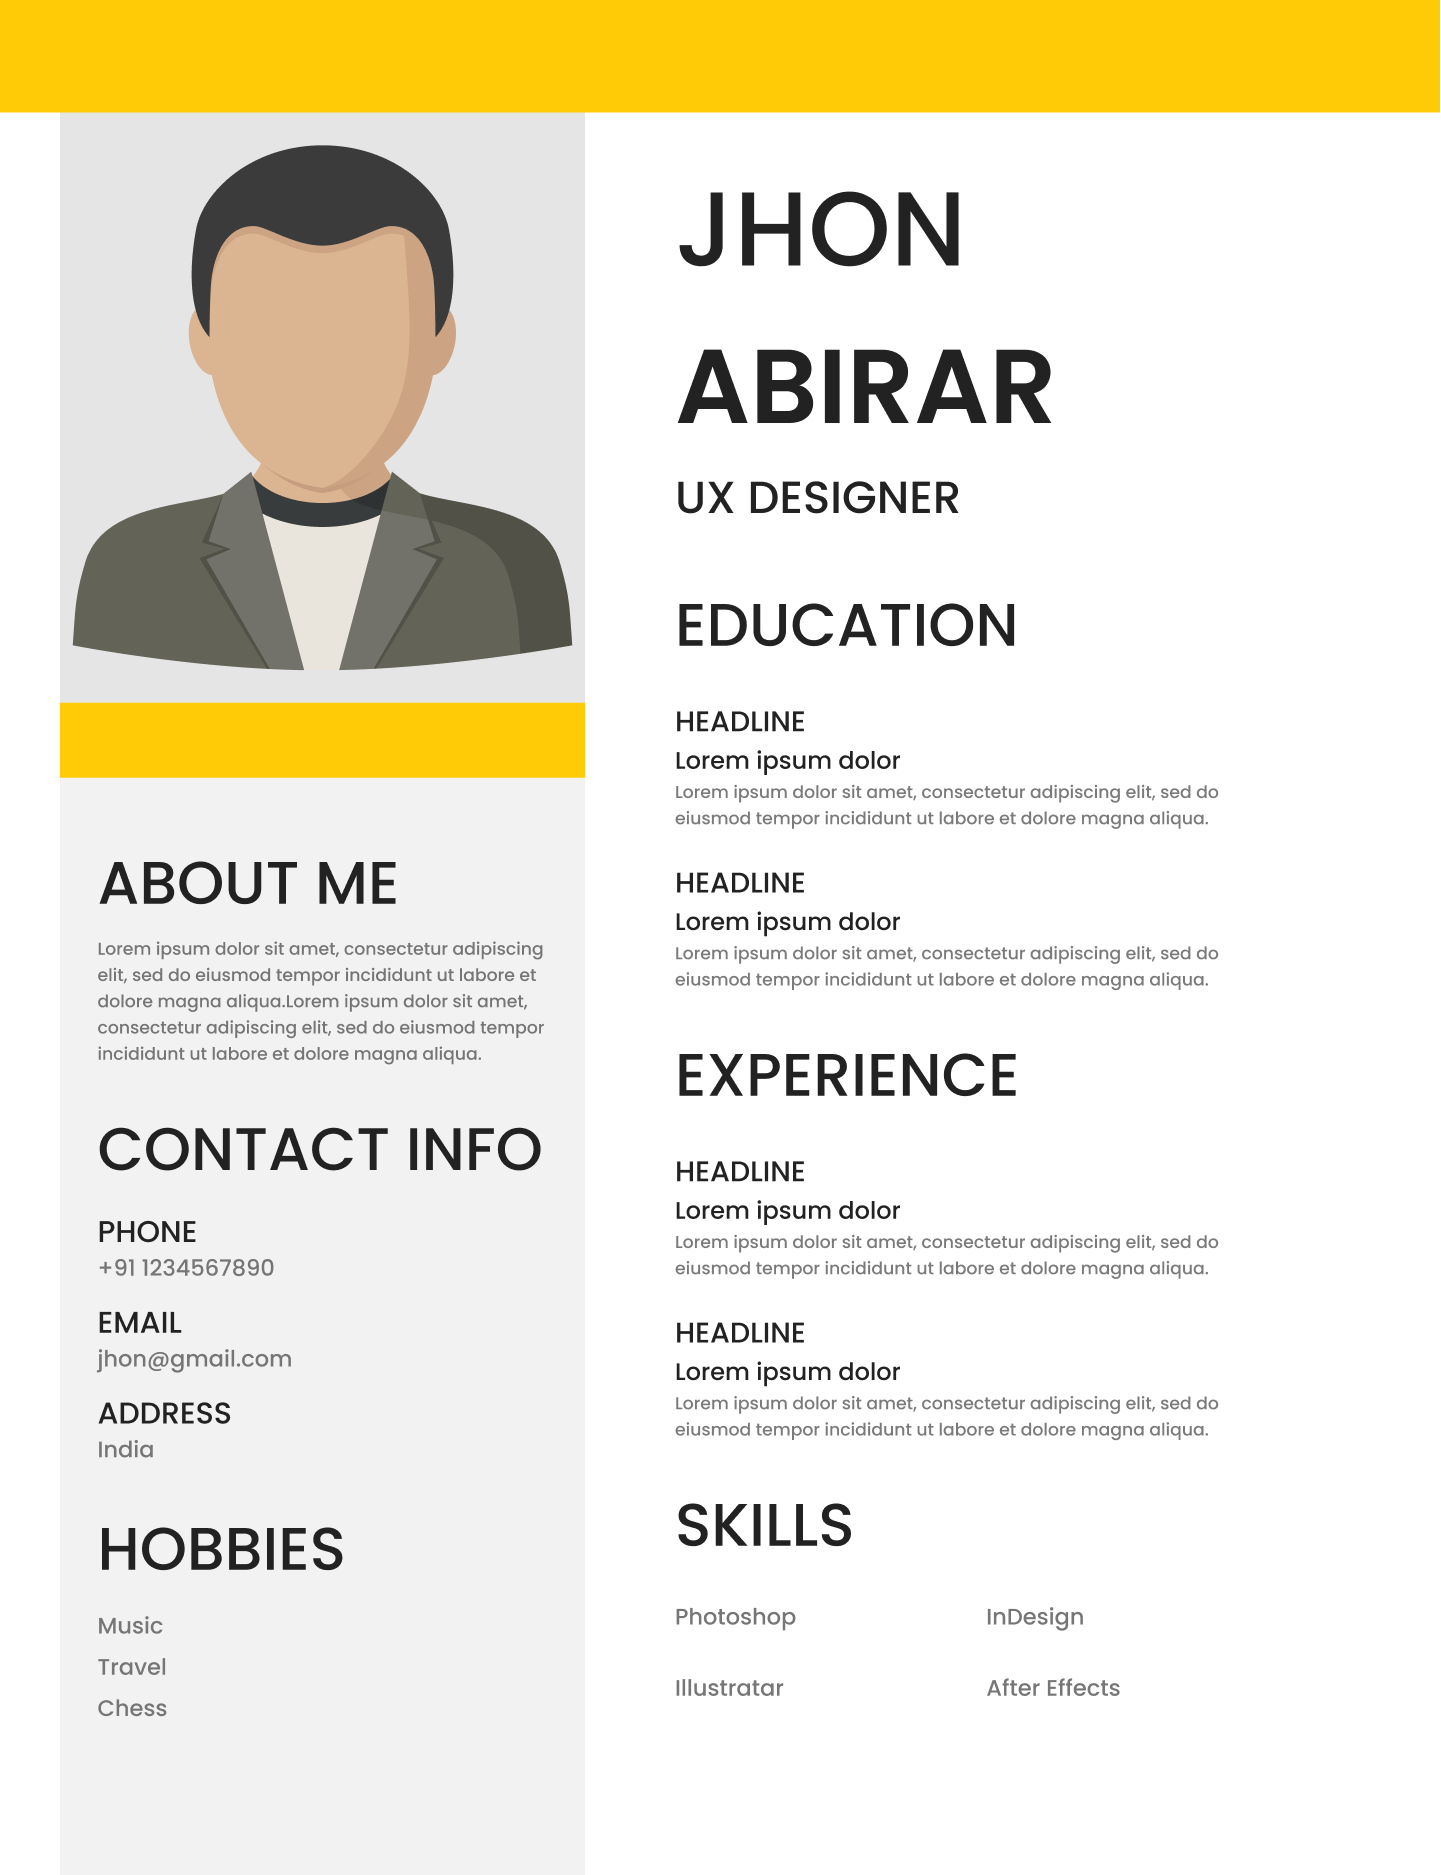 JHON
ABIRAR
UX DESIGNER
ABOUT ME
Lorem ipsum dolor sit amet, consectetur adipiscing
elit, sed do eiusmod tempor incididunt ut labore et
dolore magna aliqua.Lorem ipsum dolor sit amet,
consectetur adipiscing elit, sed do eiusmod tempor
incididunt ut labore et dolore magna aliqua.
CONTACT INFO
PHONE
+91 1234567890
EMAIL
jhon@gmail.com
ADDRESS
India
HOBBIES
Music
Travel
Chess
EDUCATION
HEADLINE
Lorem ipsum dolor
Lorem ipsum dolor sit amet, consectetur adipiscing elit, sed do
eiusmod tempor incididunt ut labore et dolore magna aliqua.
HEADLINE
Lorem ipsum dolor
Lorem ipsum dolor sit amet, consectetur adipiscing elit, sed do
eiusmod tempor incididunt ut labore et dolore magna aliqua.
EXPERIENCE
HEADLINE
Lorem ipsum dolor
Lorem ipsum dolor sit amet, consectetur adipiscing elit, sed do
eiusmod tempor incididunt ut labore et dolore magna aliqua.
HEADLINE
Lorem ipsum dolor
Lorem ipsum dolor sit amet, consectetur adipiscing elit, sed do
eiusmod tempor incididunt ut labore et dolore magna aliqua.
SKILLS
Photoshop InDesign
Illustratar After Effects